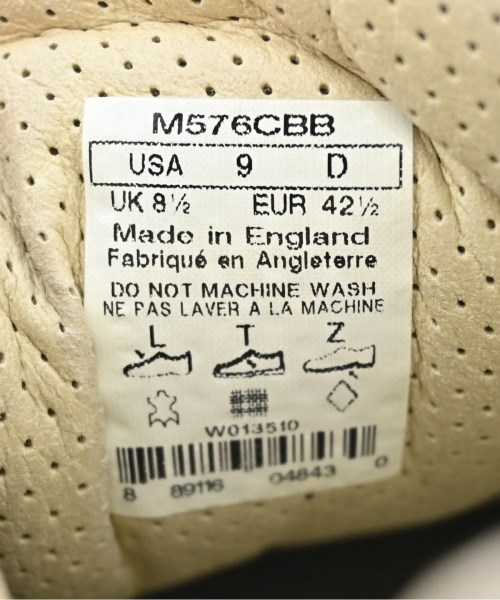 M576CBB
USA 9 D
UK 8½ EUR 42½
Made in England
Fabriqué en Angleterre
DO NOT MACHINE WASH
NE PAS LAVER A LA MACHINE
L T Z
W013510
8 89116 04843 0